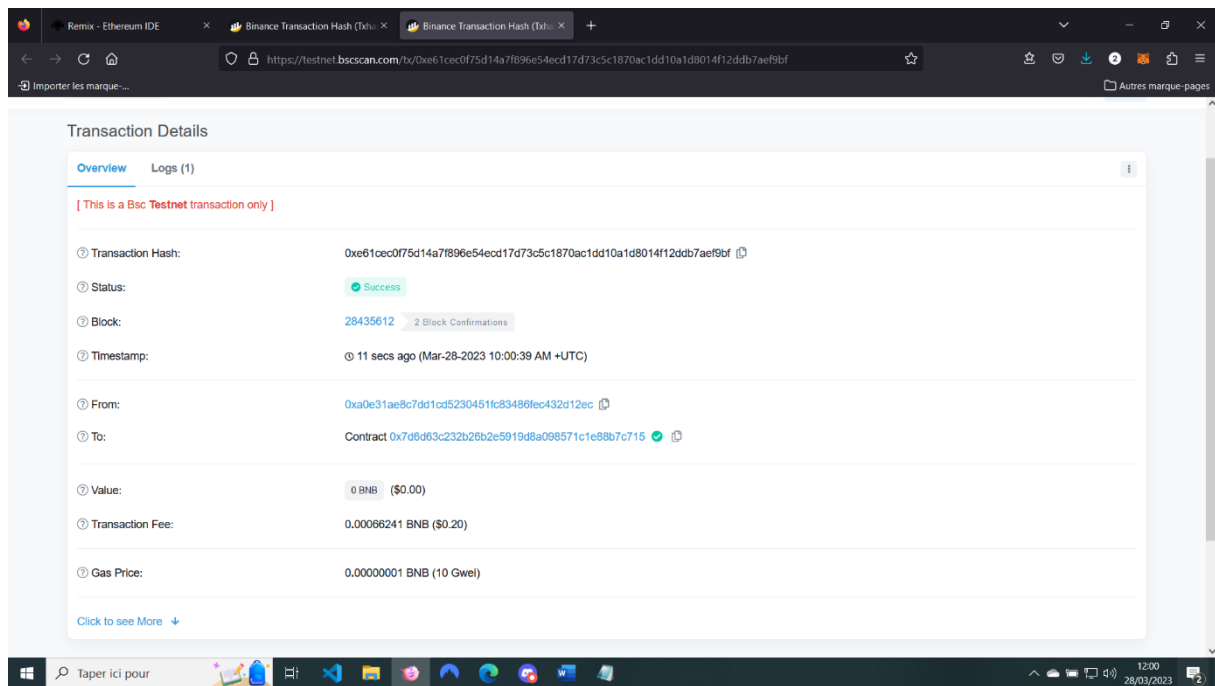 Remix - Ethereum IDE
Binance Transaction Hash (Txha
Binance Transaction Hash (Txha
https://testnet.bscscan.com/tx/0xe61cec0f75d14a7f896e54ecd17d73c5c1870ac1dd10a1d8014f12ddb7aef9bf
2
Importer les marque-...
Autres marque-pages
Transaction Details
Overview Logs (1)
[ This is a Bsc Testnet transaction only ]
Transaction Hash: 0xe61cec0f75d14a7f896e54ecd17d73c5c1870ac1dd10a1d8014f12ddb7aef9bf
Status: Success
Block: 28435612 2 Block Confirmations
Timestamp: 11 secs ago (Mar-28-2023 10:00:39 AM +UTC)
From: 0xa0e31ae8c7dd1cd5230451fc83486fec432d12ec
To: Contract 0x7d6d63c232b26b2e5919d8a098571c1e88b7c715
Value: 0 BNB ($0.00)
Transaction Fee: 0.00066241 BNB ($0.20)
Gas Price: 0.00000001 BNB (10 Gwei)
Click to see More
Taper ici pour
12:00
28/03/2023
2